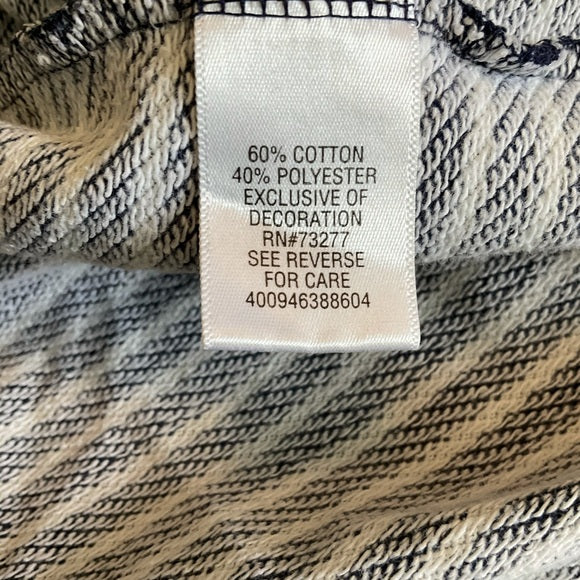 60% COTTON
40% POLYESTER
EXCLUSIVE OF
DECORATION
RN#73277
SEE REVERSE
FOR CARE
400946388604